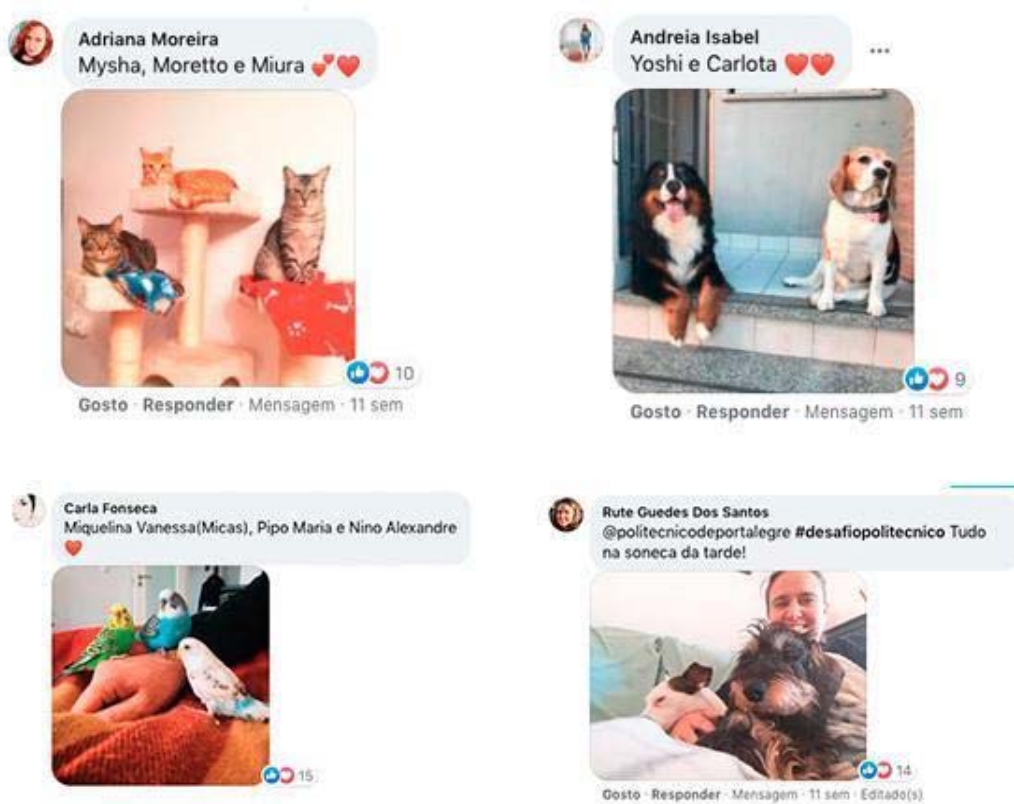 Adriana Moreira
Mysha, Moretto e Miura 💕❤️
10
Gosto · Responder · Mensagem · 11 sem
Andreia Isabel
Yoshi e Carlota ❤️❤️
...
9
Gosto · Responder · Mensagem · 11 sem
Carla Fonseca
Miquelina Vanessa(Micas), Pipo Maria e Nino Alexandre
❤️
15
Rute Guedes Dos Santos
@politecnicodeportalegre #desafiopolitecnico Tudo
na soneca da tarde!
14
Gosto · Responder · Mensagem · 11 sem · Editado(s)